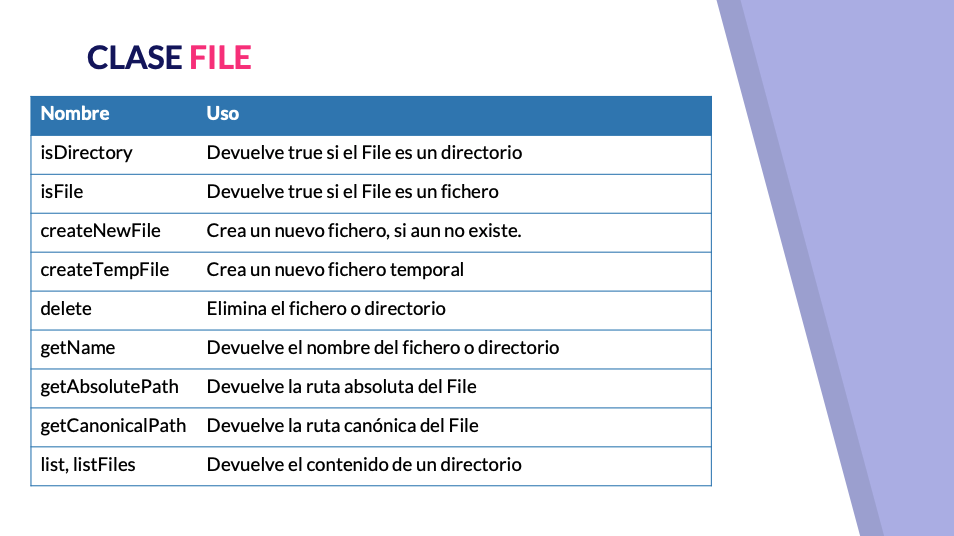 CLASE FILE
Nombre Uso
isDirectory Devuelve true si el File es un directorio
isFile Devuelve true si el File es un fichero
createNewFile Crea un nuevo fichero, si aun no existe.
createTempFile Crea un nuevo fichero temporal
delete Elimina el fichero o directorio
getName Devuelve el nombre del fichero o directorio
getAbsolutePath Devuelve la ruta absoluta del File
getCanonicalPath Devuelve la ruta canónica del File
list, listFiles Devuelve el contenido de un directorio